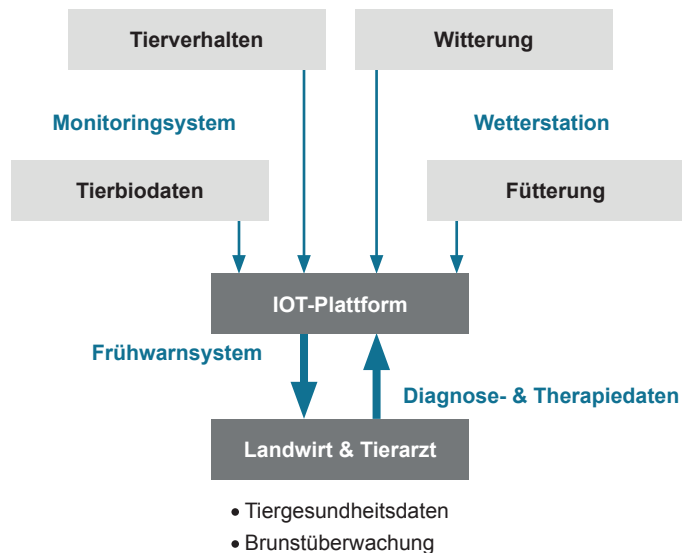 Tierverhalten
Witterung
Monitoringsystem
Wetterstation
Tierbiodaten
Fütterung
IOT-Plattform
Frühwarnsystem
Diagnose- & Therapiedaten
Landwirt & Tierarzt
• Tiergesundheitsdaten
• Brunstüberwachung